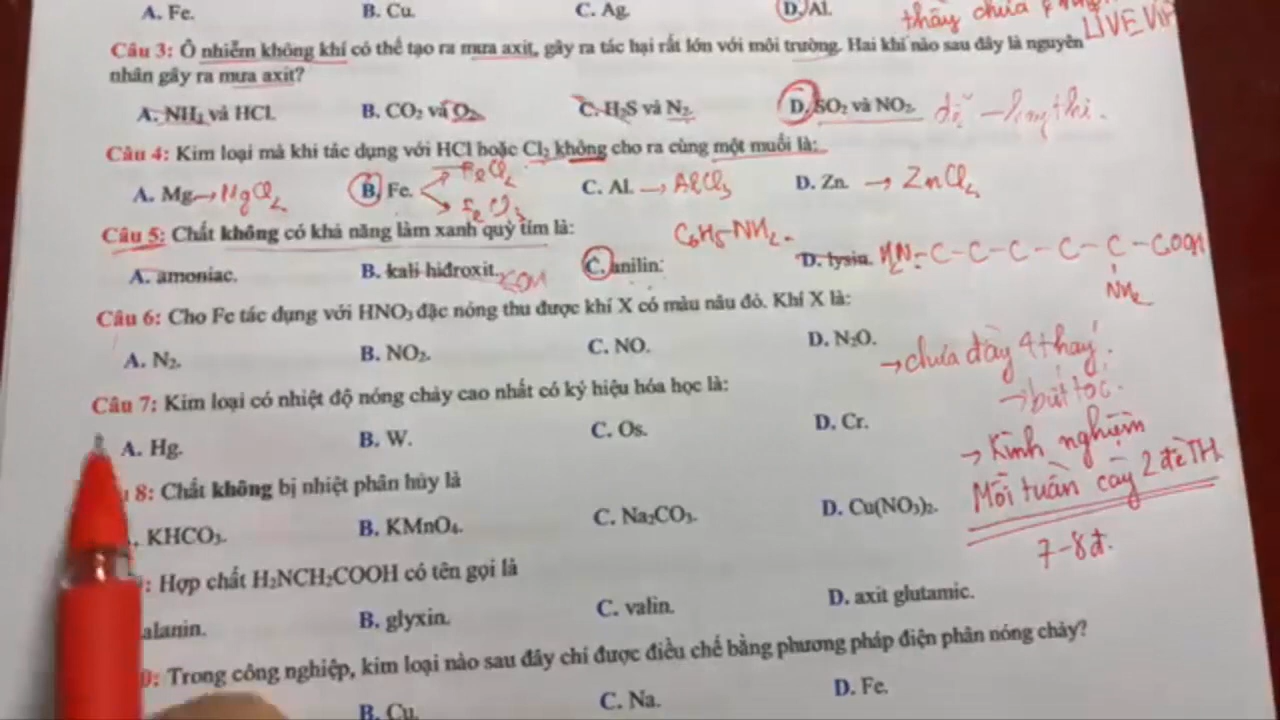 A. Fe. B. Cu. C. Ag. D. Al.
thầy chưa
LIVE VIP
Câu 3: Ô nhiễm không khí có thể tạo ra mưa axit, gây ra tác hại rất lớn với môi trường. Hai khí nào sau đây là nguyên
nhân gây ra mưa axit?
A. NH₃ và HCl. B. CO₂ và O₂. C. H₂S và N₂. D. SO₂ và NO₂. dễ
Câu 4: Kim loại mà khi tác dụng với HCl hoặc Cl₂ không cho ra cùng một muối là:
A. Mg. → MgCl₂ B. Fe. FeCl₂ FeCl₃ C. Al. → AlCl₃ D. Zn. → ZnCl₂
Câu 5: Chất không có khả năng làm xanh quỳ tím là: C₆H₅-NH₂.
A. amoniac. B. kali hiđroxit. KOH C. anilin. D. lysin. H₂N-C-C-C-C-C-COOH
NH₂
Câu 6: Cho Fe tác dụng với HNO₃ đặc nóng thu được khí X có màu nâu đỏ. Khí X là:
A. N₂. B. NO₂. C. NO. D. N₂O.
→ chưa đầy 4 tháng!
→ bứt tốc.
Câu 7: Kim loại có nhiệt độ nóng chảy cao nhất có ký hiệu hóa học là:
A. Hg. B. W. C. Os. D. Cr.
→ Kinh nghiệm
Mỗi tuần cày 2 đề TH.
7-8đ.
8: Chất không bị nhiệt phân hủy là
KHCO₃. B. KMnO₄. C. Na₂CO₃. D. Cu(NO₃)₂.
: Hợp chất H₂NCH₂COOH có tên gọi là
alanin. B. glyxin. C. valin. D. axit glutamic.
0: Trong công nghiệp, kim loại nào sau đây chỉ được điều chế bằng phương pháp điện phân nóng chảy?
B. Cu. C. Na. D. Fe.